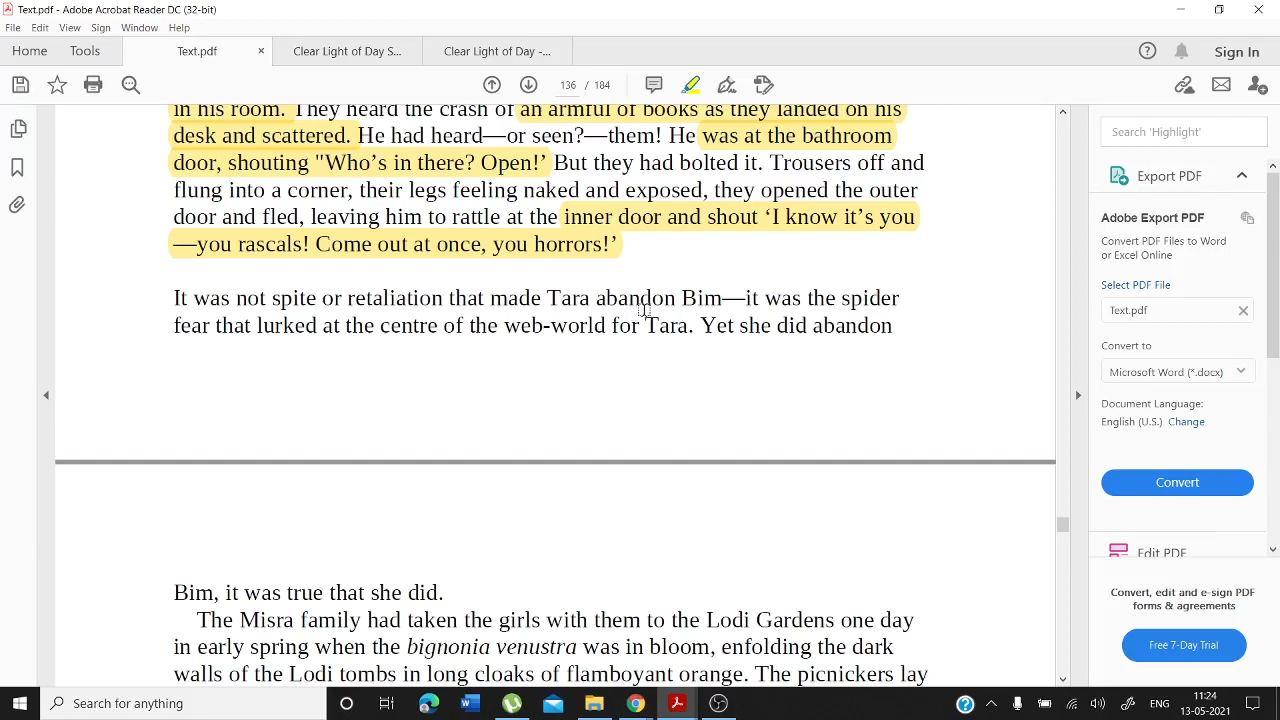 Text.pdf - Adobe Acrobat Reader DC (32-bit)
File Edit View Sign Window Help
Home Tools Text.pdf Clear Light of Day S... Clear Light of Day -... Sign In
136 / 184
in his room. They heard the crash of an armful of books as they landed on his
desk and scattered. He had heard—or seen?—them! He was at the bathroom
door, shouting "Who’s in there? Open!’ But they had bolted it. Trousers off and
flung into a corner, their legs feeling naked and exposed, they opened the outer
door and fled, leaving him to rattle at the inner door and shout ‘I know it’s you
—you rascals! Come out at once, you horrors!’
It was not spite or retaliation that made Tara abandon Bim—it was the spider
fear that lurked at the centre of the web-world for Tara. Yet she did abandon
Bim, it was true that she did.
The Misra family had taken the girls with them to the Lodi Gardens one day
in early spring when the bignonia venustra was in bloom, enfolding the dark
walls of the Lodi tombs in long cloaks of flamboyant orange. The picnickers lay
Search 'Highlight'
Export PDF
Adobe Export PDF
Convert PDF Files to Word
or Excel Online
Select PDF File
Text.pdf
Convert to
Microsoft Word (*.docx)
Document Language:
English (U.S.) Change
Convert
Edit PDF
Convert, edit and e-sign PDF
forms & agreements
Free 7-Day Trial
Search for anything
ENG
11:24
13-05-2021